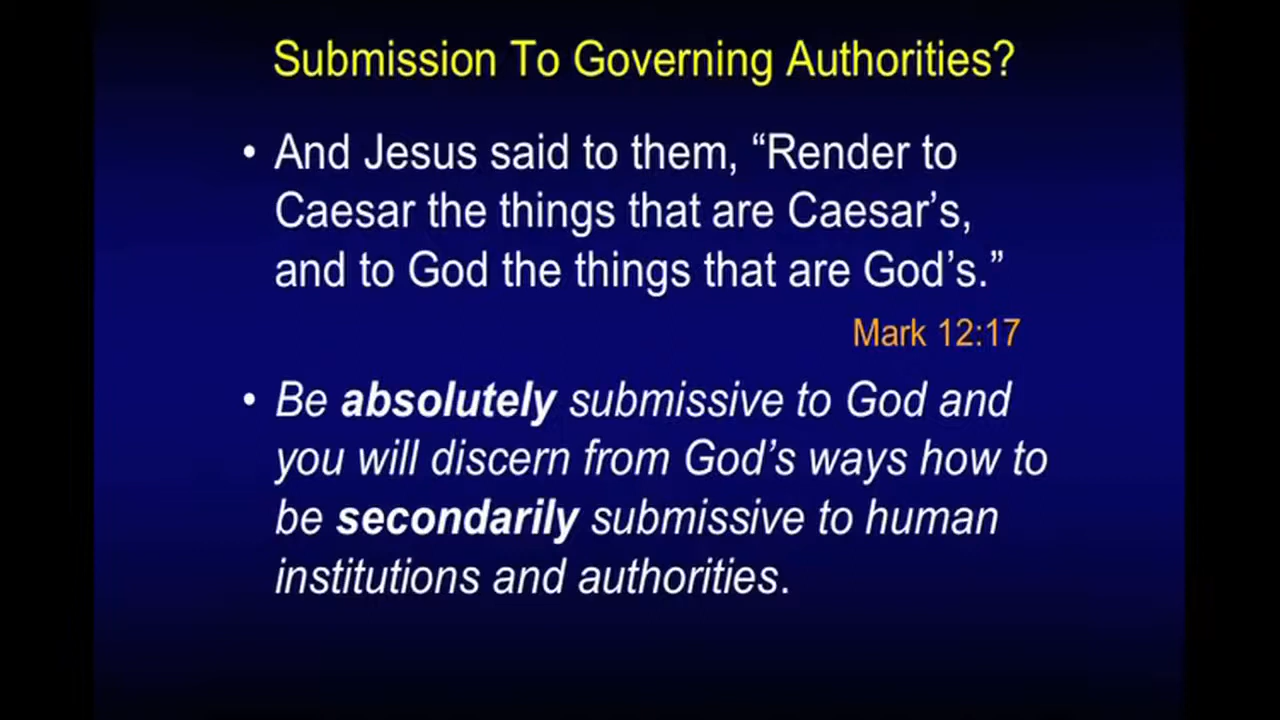 Submission To Governing Authorities?
• And Jesus said to them, “Render to
Caesar the things that are Caesar’s,
and to God the things that are God’s.”
Mark 12:17
• Be absolutely submissive to God and
you will discern from God’s ways how to
be secondarily submissive to human
institutions and authorities.